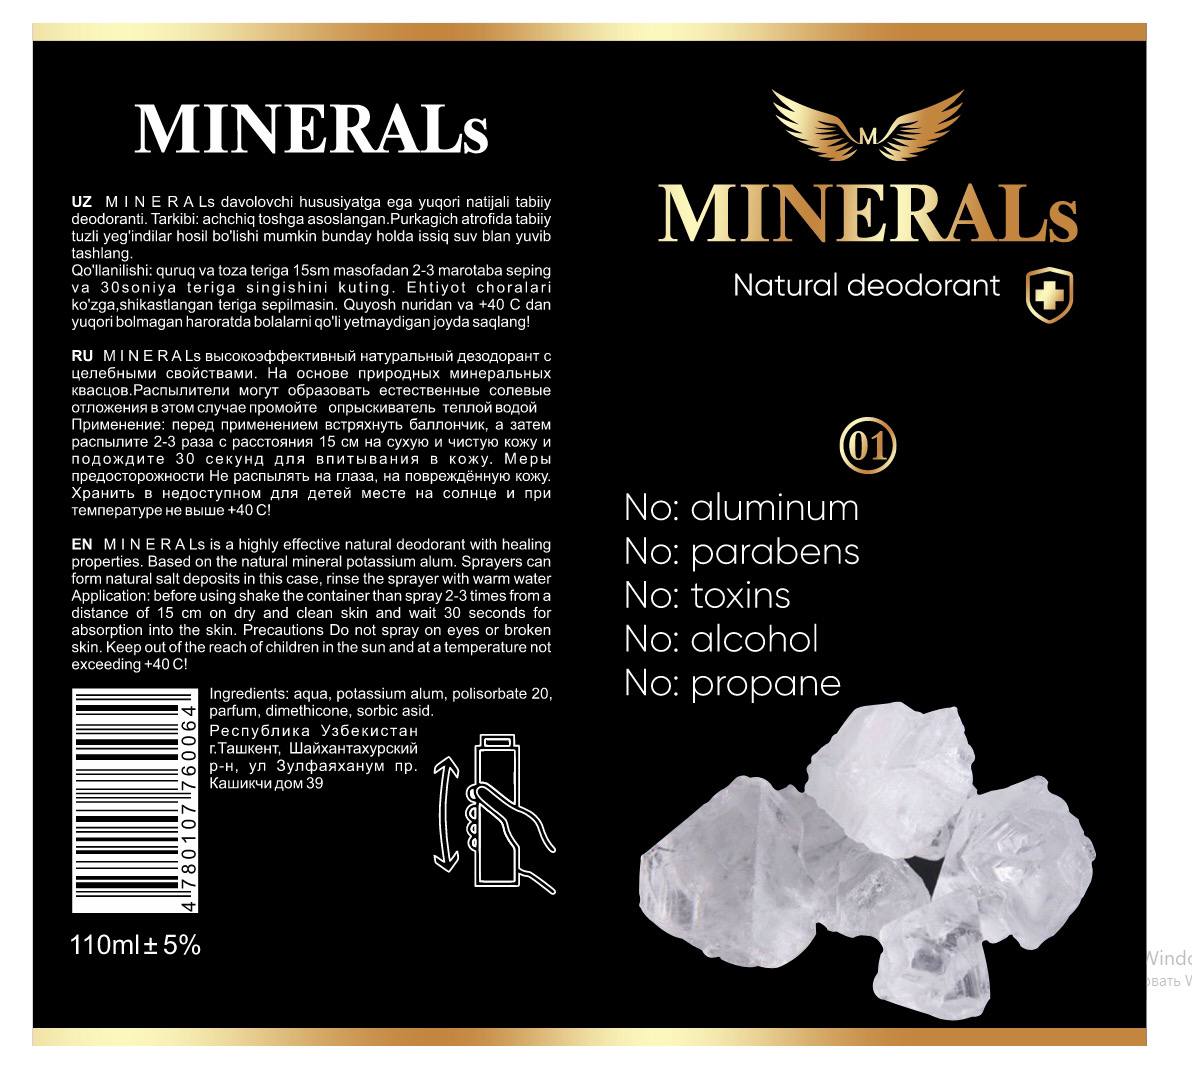 MINERALs
UZ M I N E R A Ls davolovchi hususiyatga ega yuqori natijali tabiiy
deodoranti. Tarkibi: achchiq toshga asoslangan.Purkagich atrofida tabiiy
tuzli yeg'indilar hosil bo'lishi mumkin bunday holda issiq suv blan yuvib
tashlang.
Qo'llanilishi: quruq va toza teriga 15sm masofadan 2-3 marotaba seping
va 30soniya teriga singishini kuting. Ehtiyot choralari
ko'zga,shikastlangan teriga sepilmasin. Quyosh nuridan va +40 C dan
yuqori bolmagan haroratda bolalarni qo'li yetmaydigan joyda saqlang!
RU M I N E R A Ls высокоэффективный натуральный дезодорант с
целебными свойствами. На основе природных минеральных
квасцов.Распылители могут образовать естественные солевые
отложения в этом случае промойте опрыскиватель теплой водой
Применение: перед применением встряхнуть баллончик, а затем
распылите 2-3 раза с расстояния 15 см на сухую и чистую кожу и
подождите 30 секунд для впитывания в кожу. Меры
предосторожности Не распылять на глаза, на повреждённую кожу.
Хранить в недоступном для детей месте на солнце и при
температуре не выше +40 C!
EN M I N E R A Ls is a highly effective natural deodorant with healing
properties. Based on the natural mineral potassium alum. Sprayers can
form natural salt deposits in this case, rinse the sprayer with warm water
Application: before using shake the container than spray 2-3 times from a
distance of 15 cm on dry and clean skin and wait 30 seconds for
absorption into the skin. Precautions Do not spray on eyes or broken
skin. Keep out of the reach of children in the sun and at a temperature not
exceeding +40 C!
Ingredients: aqua, potassium alum, polisorbate 20,
parfum, dimethicone, sorbic asid.
Республика Узбекистан
г.Ташкент, Шайхантахурский
р-н, ул Зулфаяханум пр.
Кашикчи дом 39
4780107760064
110ml ± 5%
M
MINERALs
Natural deodorant
01
No: aluminum
No: parabens
No: toxins
No: alcohol
No: propane